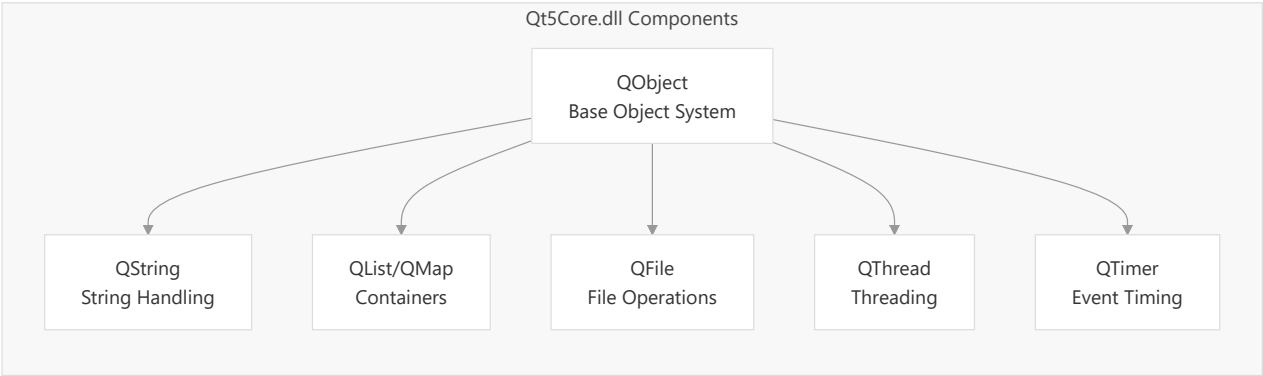 Qt5Core.dll Components
QObject
Base Object System
QString
String Handling
QList/QMap
Containers
QFile
File Operations
QThread
Threading
QTimer
Event Timing